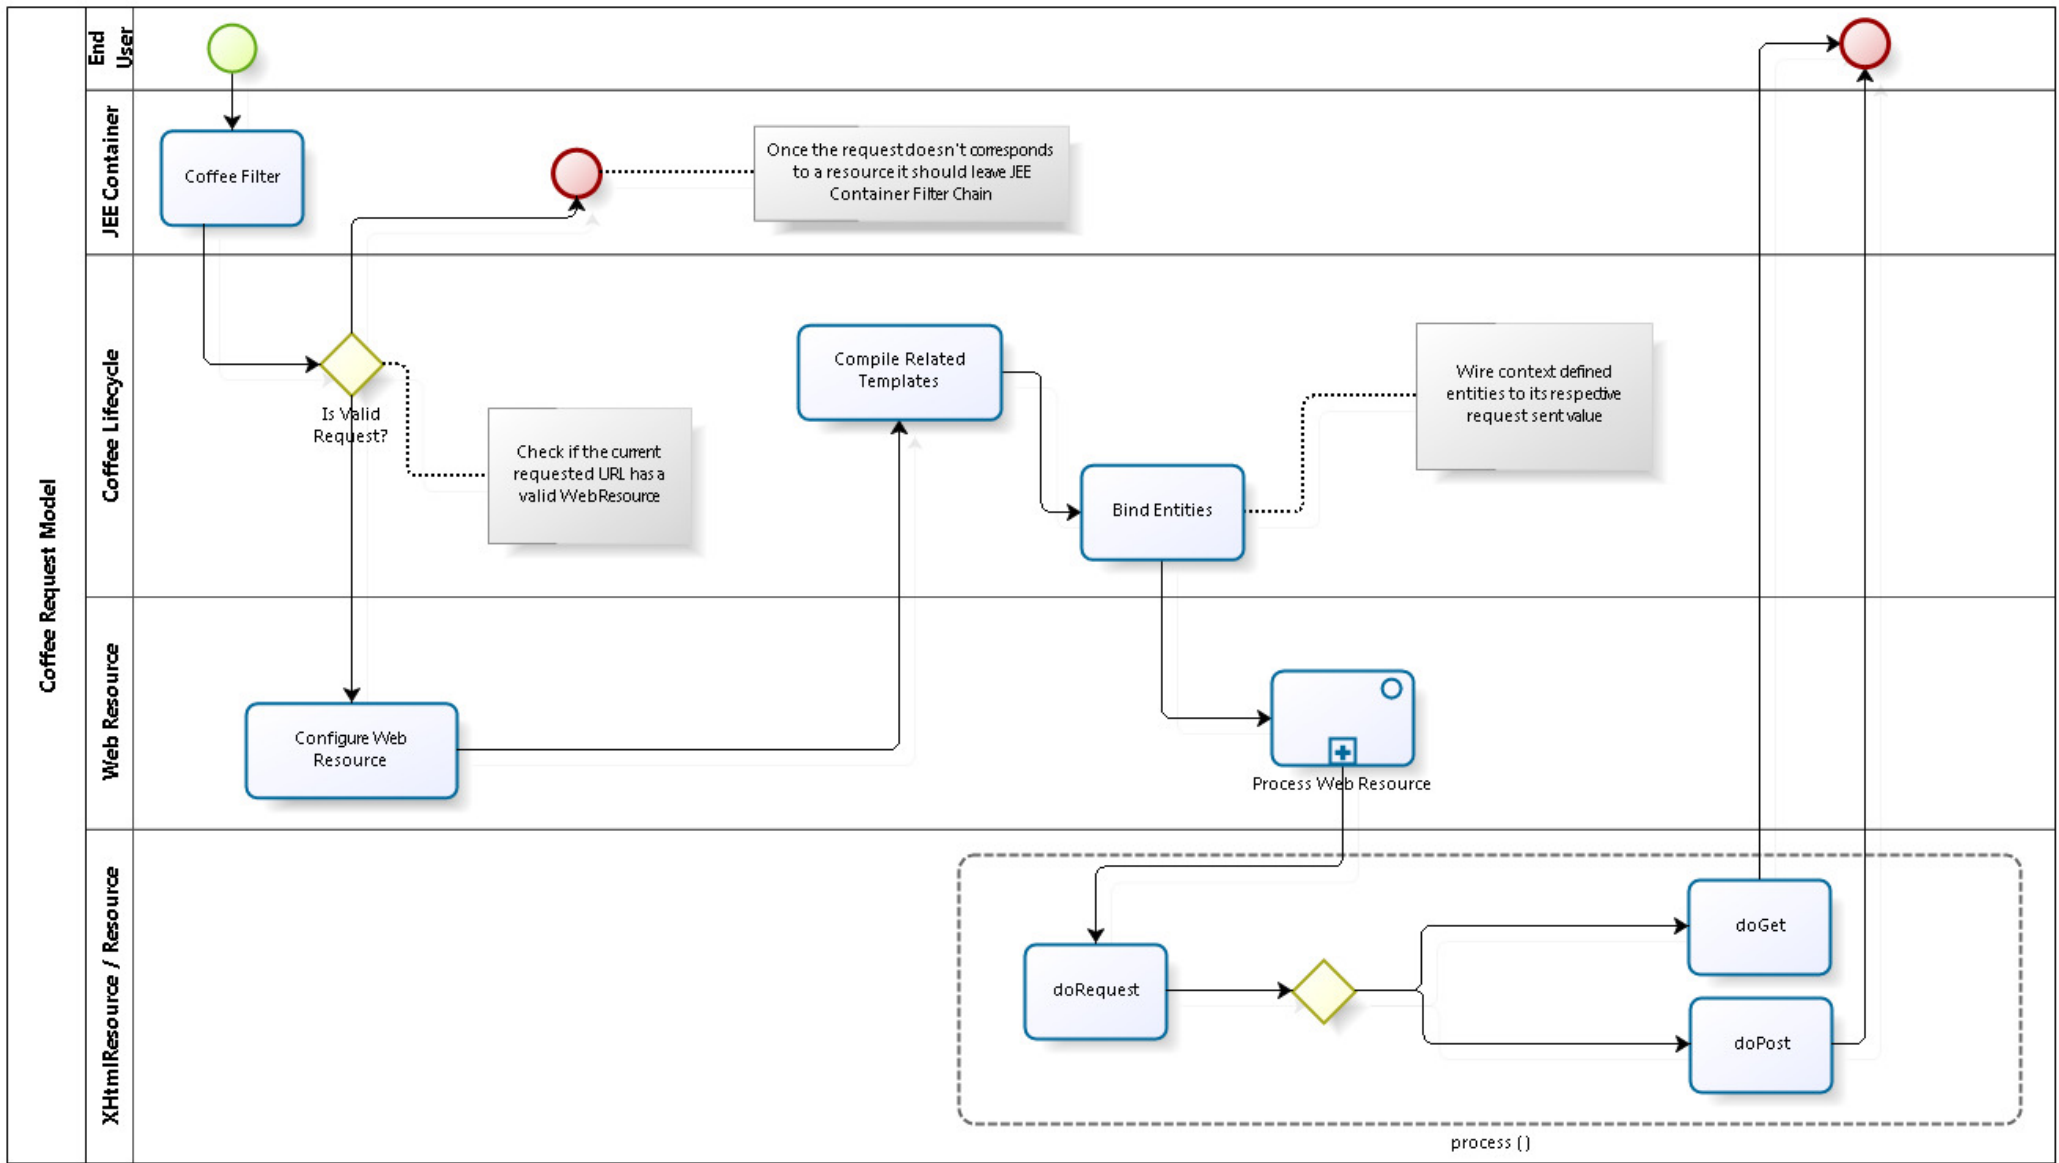 Coffee Request Model
End
User
JEE Container
Coffee Lifecycle
Web Resource
XHtmlResource / Resource
Coffee Filter
Once the request doesn't corresponds
to a resource it should leave JEE
Container Filter Chain
Is Valid
Request?
Check if the current
requested URL has a
valid WebResource
Compile Related
Templates
Bind Entities
Wire context defined
entities to its respective
request sent value
Configure Web
Resource
Process Web Resource
doRequest
doGet
doPost
process ()